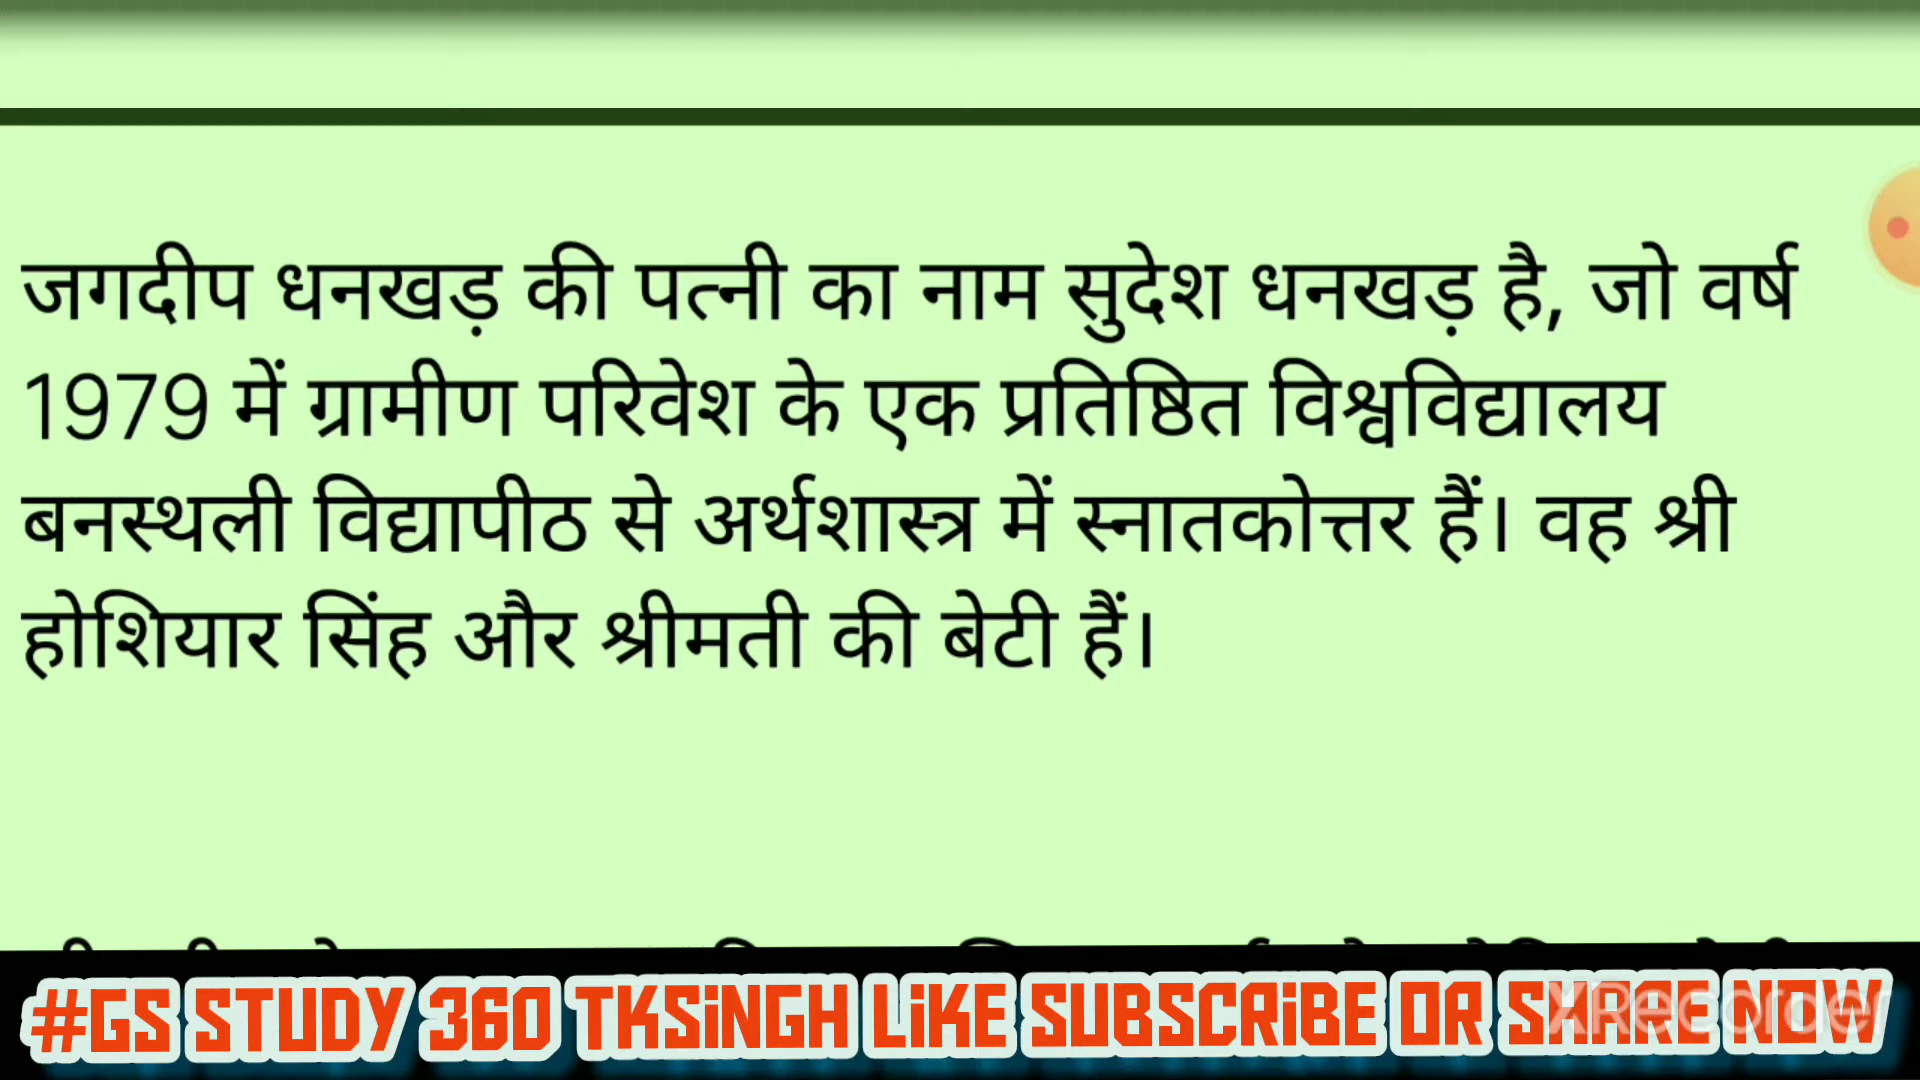 जगदीप धनखड़ की पत्नी का नाम सुदेश धनखड़ है, जो वर्ष
1979 में ग्रामीण परिवेश के एक प्रतिष्ठित विश्वविद्यालय
बनस्थली विद्यापीठ से अर्थशास्त्र में स्नातकोत्तर हैं। वह श्री
होशियार सिंह और श्रीमती की बेटी हैं।
#GS STUDY 360 TKSiNGH LiKE SUBSCRiBE OR SHARE NOW
XRecorder